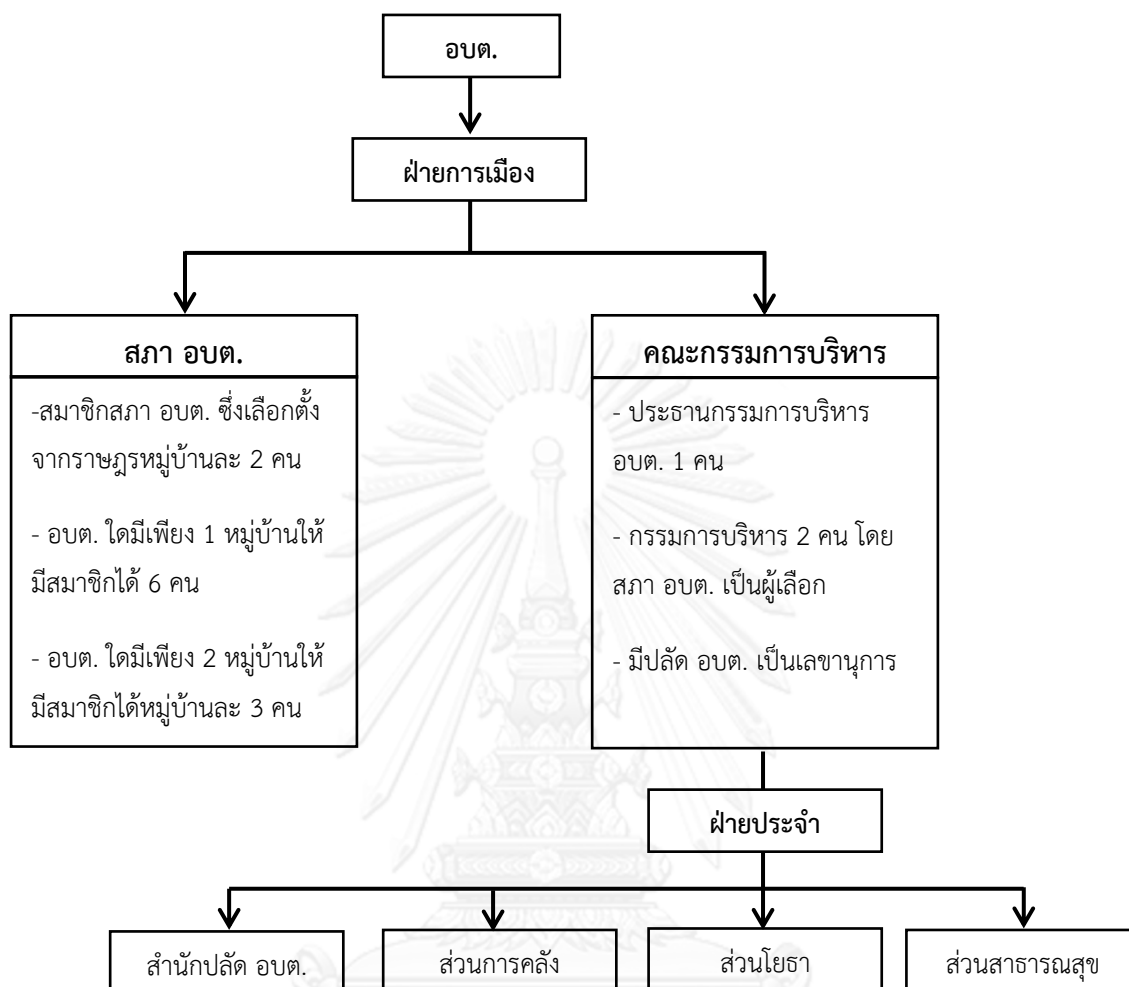 อบต.
ฝ่ายการเมือง
สภา อบต.
-สมาชิกสภา อบต. ซึ่งเลือกตั้ง
จากราษฎรหมู่บ้านละ 2 คน
- อบต. ใดมีเพียง 1 หมู่บ้านให้
มีสมาชิกได้ 6 คน
- อบต. ใดมีเพียง 2 หมู่บ้านให้
มีสมาชิกได้หมู่บ้านละ 3 คน
คณะกรรมการบริหาร
- ประธานกรรมการบริหาร
อบต. 1 คน
- กรรมการบริหาร 2 คน โดย
สภา อบต. เป็นผู้เลือก
- มีปลัด อบต. เป็นเลขานุการ
ฝ่ายประจำ
สำนักปลัด อบต.
ส่วนการคลัง
ส่วนโยธา
ส่วนสาธารณสุข